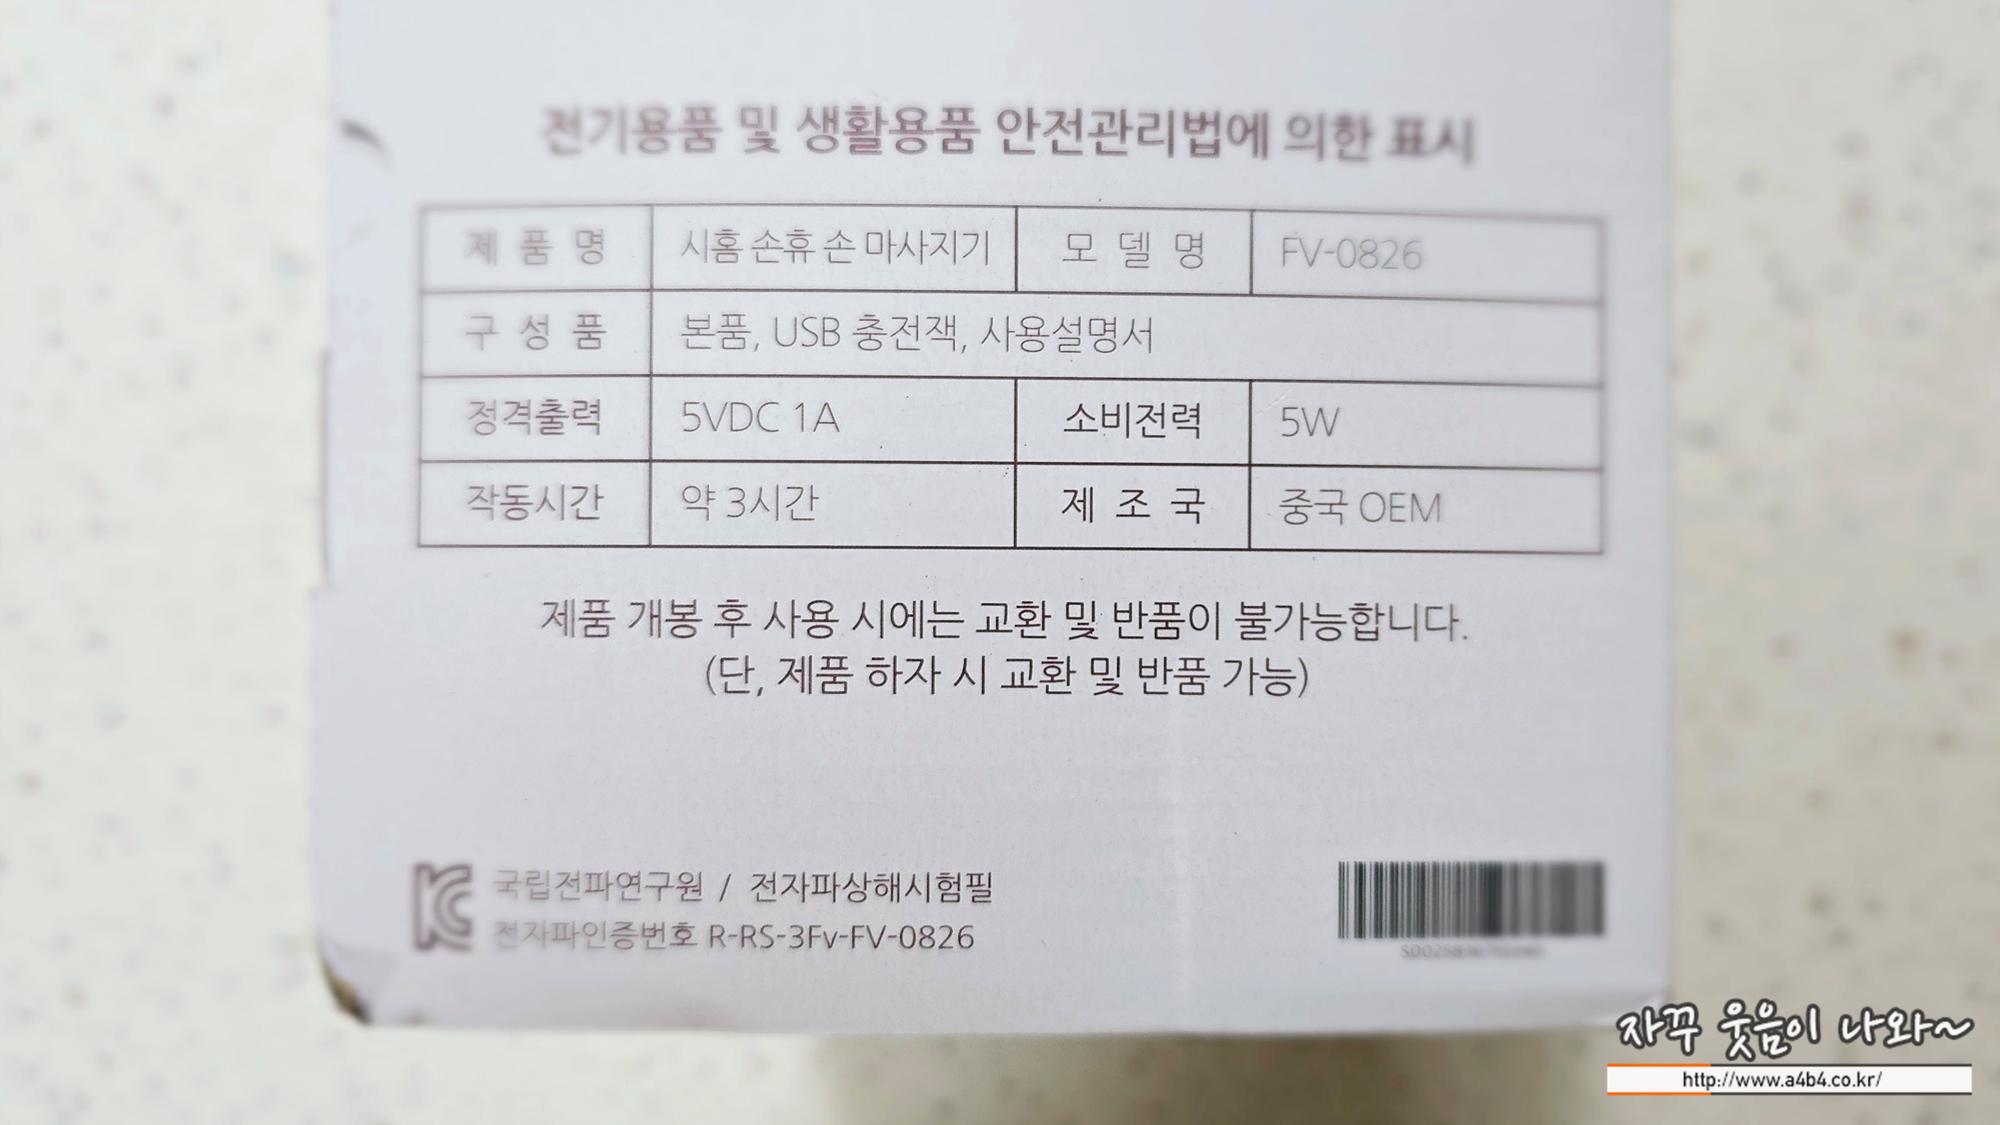 전기용품 및 생활용품 안전관리법에 의한 표시
제 품 명 시홈 손휴 손 마사지기 모 델 명 FV-0826
구 성 품 본품, USB 충전잭, 사용설명서
정격출력 5VDC 1A 소비전력 5W
작동시간 약 3시간 제 조 국 중국 OEM
제품 개봉 후 사용 시에는 교환 및 반품이 불가능합니다.
(단, 제품 하자 시 교환 및 반품 가능)
국립전파연구원 / 전자파상해시험필
전자파인증번호 R-RS-3Fv-FV-0826
자꾸 웃음이 나와~
http://www.a4b4.co.kr/